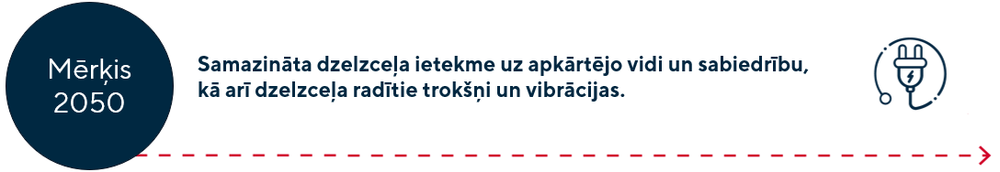 Mērķis
2050
Samazināta dzelzceļa ietekme uz apkārtējo vidi un sabiedrību,
kā arī dzelzceļa radītie trokšņi un vibrācijas.